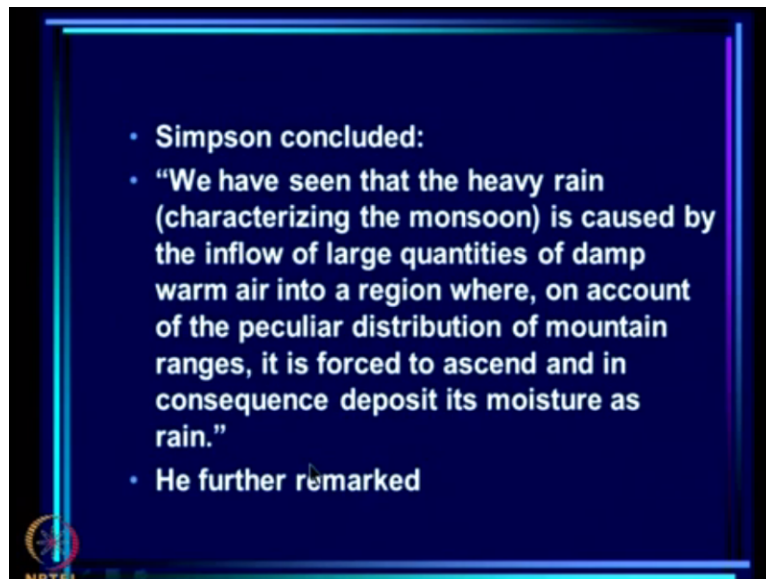 • Simpson concluded:
• “We have seen that the heavy rain
(characterizing the monsoon) is caused by
the inflow of large quantities of damp
warm air into a region where, on account
of the peculiar distribution of mountain
ranges, it is forced to ascend and in
consequence deposit its moisture as
rain.”
• He further remarked
NPTEL